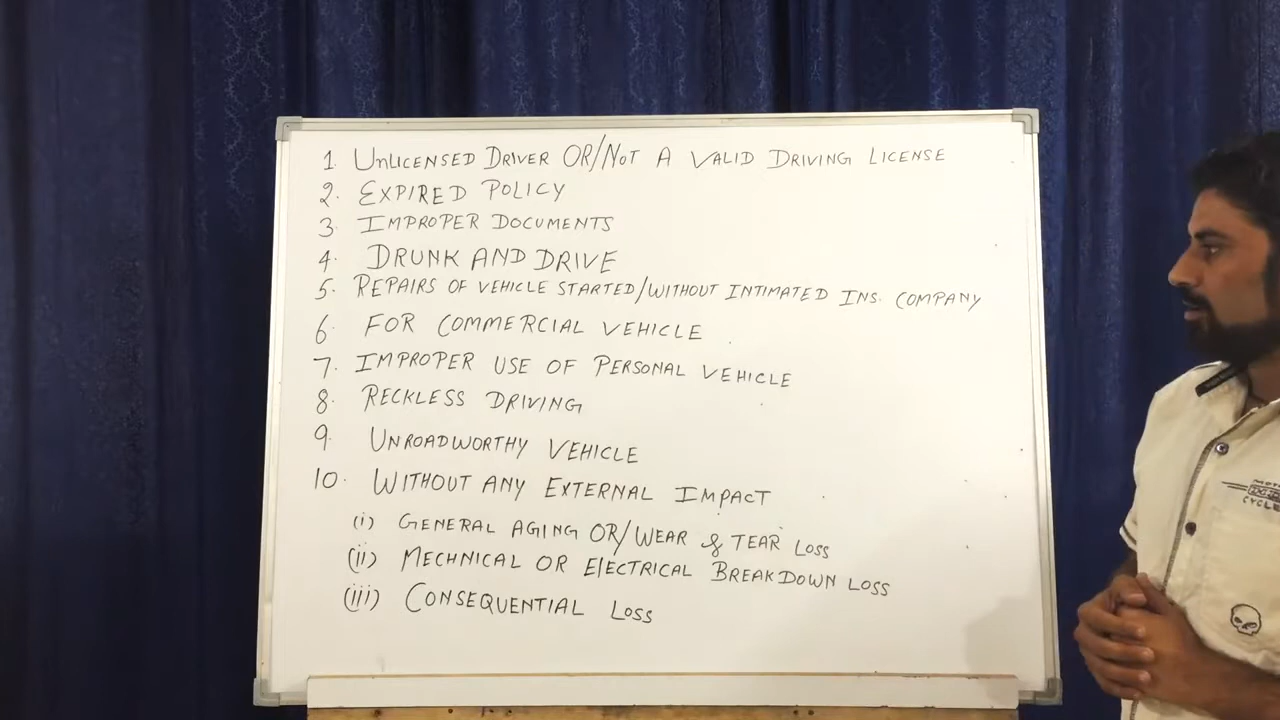 1. UNLICENSED DRIVER OR/NOT A VALID DRIVING LICENSE
2. EXPIRED POLICY
3. IMPROPER DOCUMENTS
4. DRUNK AND DRIVE
5. REPAIRS OF VEHICLE STARTED/WITHOUT INTIMATED INS. COMPANY
6. FOR COMMERCIAL VEHICLE
7. IMPROPER USE OF PERSONAL VEHICLE
8. RECKLESS DRIVING
9. UNROADWORTHY VEHICLE
10. WITHOUT ANY EXTERNAL IMPACT
(i) GENERAL AGING OR/WEAR & TEAR LOSS
(ii) MECHNICAL OR ElECTRICAL BREAKDOWN LOSS
(iii) CONSEQUENTIAL LOSS